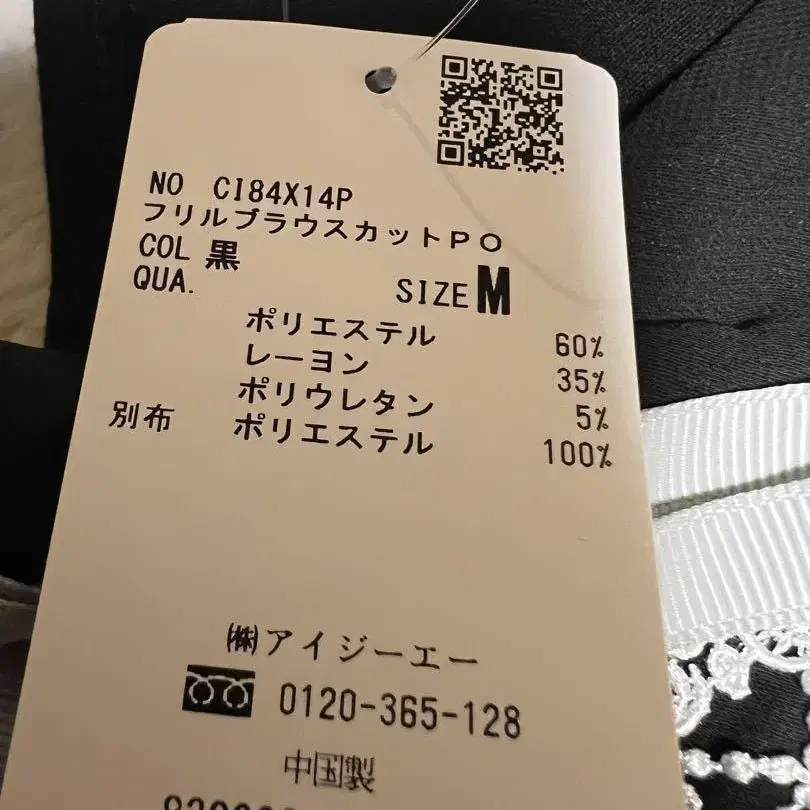 NO CI84X14P
フリルブラウスカットPO
COL 黒
QUA. SIZE M
ポリエステル 60%
レーヨン 35%
ポリウレタン 5%
別布 ポリエステル 100%
㈱アイジーエー
0120-365-128
中国製